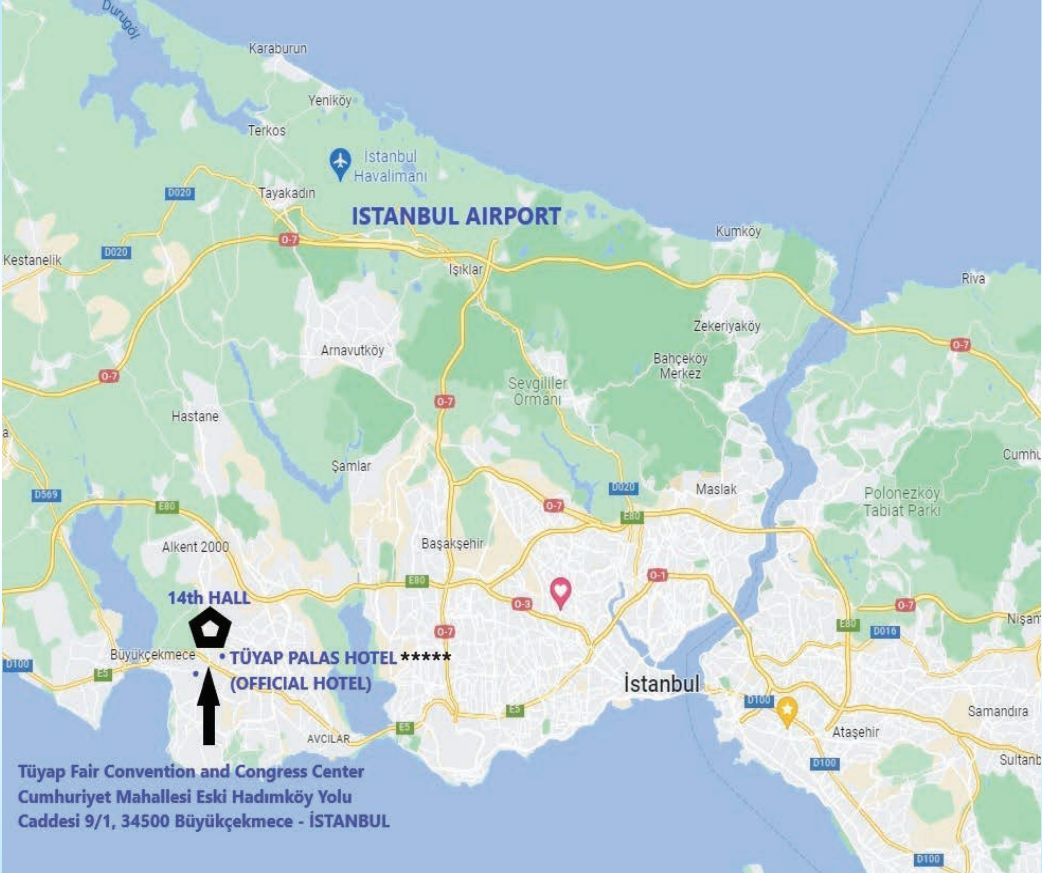 Durugöl
Karaburun
Yeniköy
Terkos
İstanbul
Havalimanı
Tayakadın
D020
ISTANBUL AIRPORT
Kumköy
O-7
D020
Kestanelik
Işıklar
Riva
Zekeriyaköy
O-7
Arnavutköy
Bahçeköy
Merkez
O-7
Sevgililer
Ormanı
O-7
Hastane
a
Cumhu
Şamlar
D569
D020
Maslak
Polonezköy
Tabiat Parkı
E80
O-7
E80
Başakşehir
Alkent 2000
E80
O-1
14th HALL
O-3
O-7
Nişan
E80
D016
O-7
Büyükçekmece
D100
E5
• TÜYAP PALAS HOTEL *****
(OFFICIAL HOTEL)
İstanbul
D100
Samandıra
E5
Ataşehir
AVCILAR
E5
Sultanb
D100
Tüyap Fair Convention and Congress Center
Cumhuriyet Mahallesi Eski Hadımköy Yolu
Caddesi 9/1, 34500 Büyükçekmece - İSTANBUL
D100